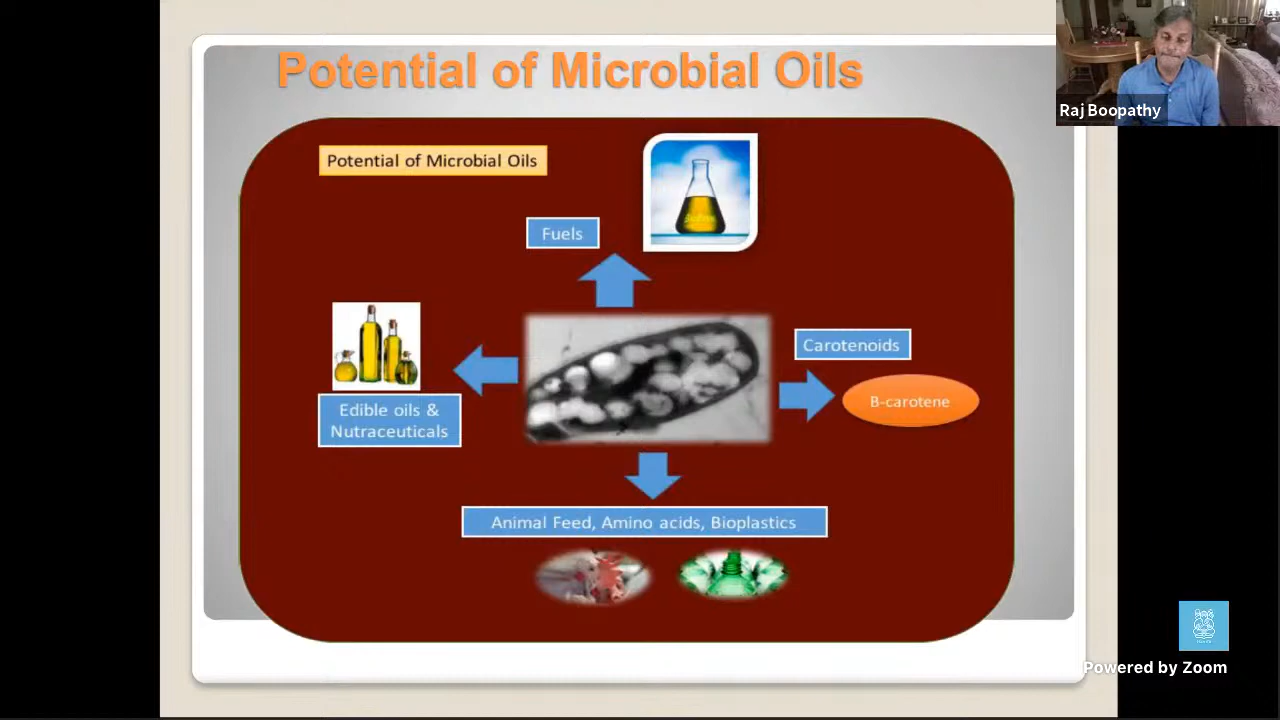 Potential of Microbial Oils
Raj Boopathy
Potential of Microbial Oils
Fuels
Carotenoids
B-carotene
Edible oils &
Nutraceuticals
Animal Feed, Amino acids, Bioplastics
Powered by Zoom